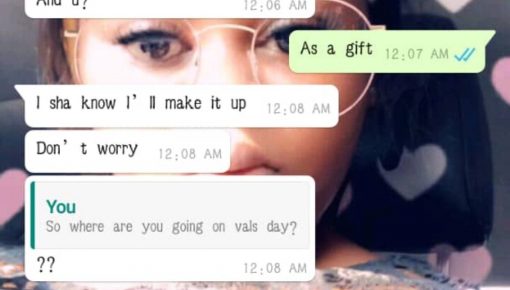 And u?
12:06 AM
As a gift 12:07 AM
I sha know I'll make it up 12:08 AM
Don't worry 12:08 AM
You
So where are you going on vals day?
?? 12:08 AM